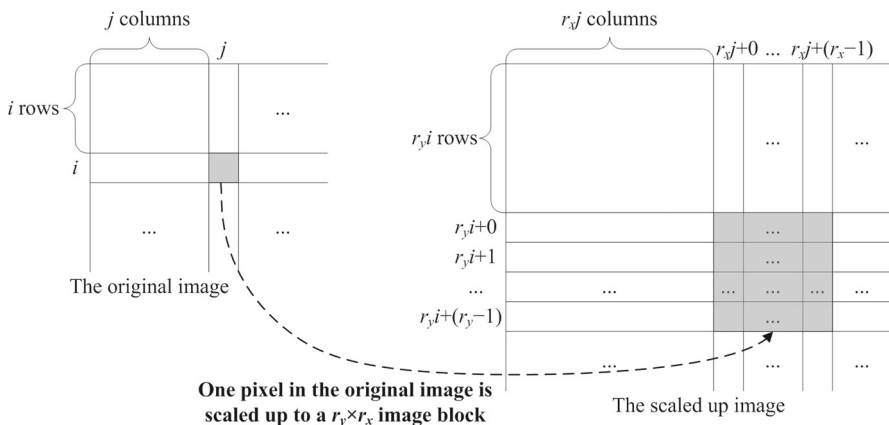 j columns
j
i rows
...
i
...
...
The original image
r_xj columns
r_xj+0 ... r_xj+(r_x−1)
r_yi rows
... ...
r_yi+0
...
r_yi+1
...
... ... ... ... ... ...
r_yi+(r_y−1)
...
... ... ...
The scaled up image
One pixel in the original image is
scaled up to a r_y×r_x image block